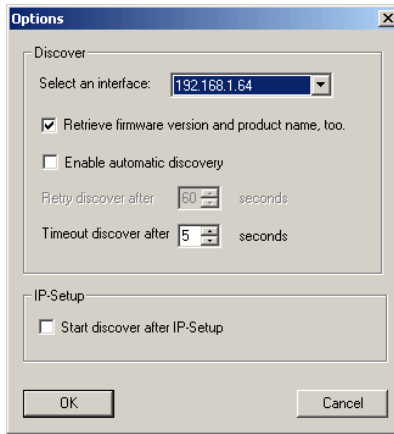 Options
Discover
Select an interface: 192.168.1.64
Retrieve firmware version and product name, too.
Enable automatic discovery
Retry discover after 60 seconds
Timeout discover after 5 seconds
IP-Setup
Start discover after IP-Setup
OK Cancel